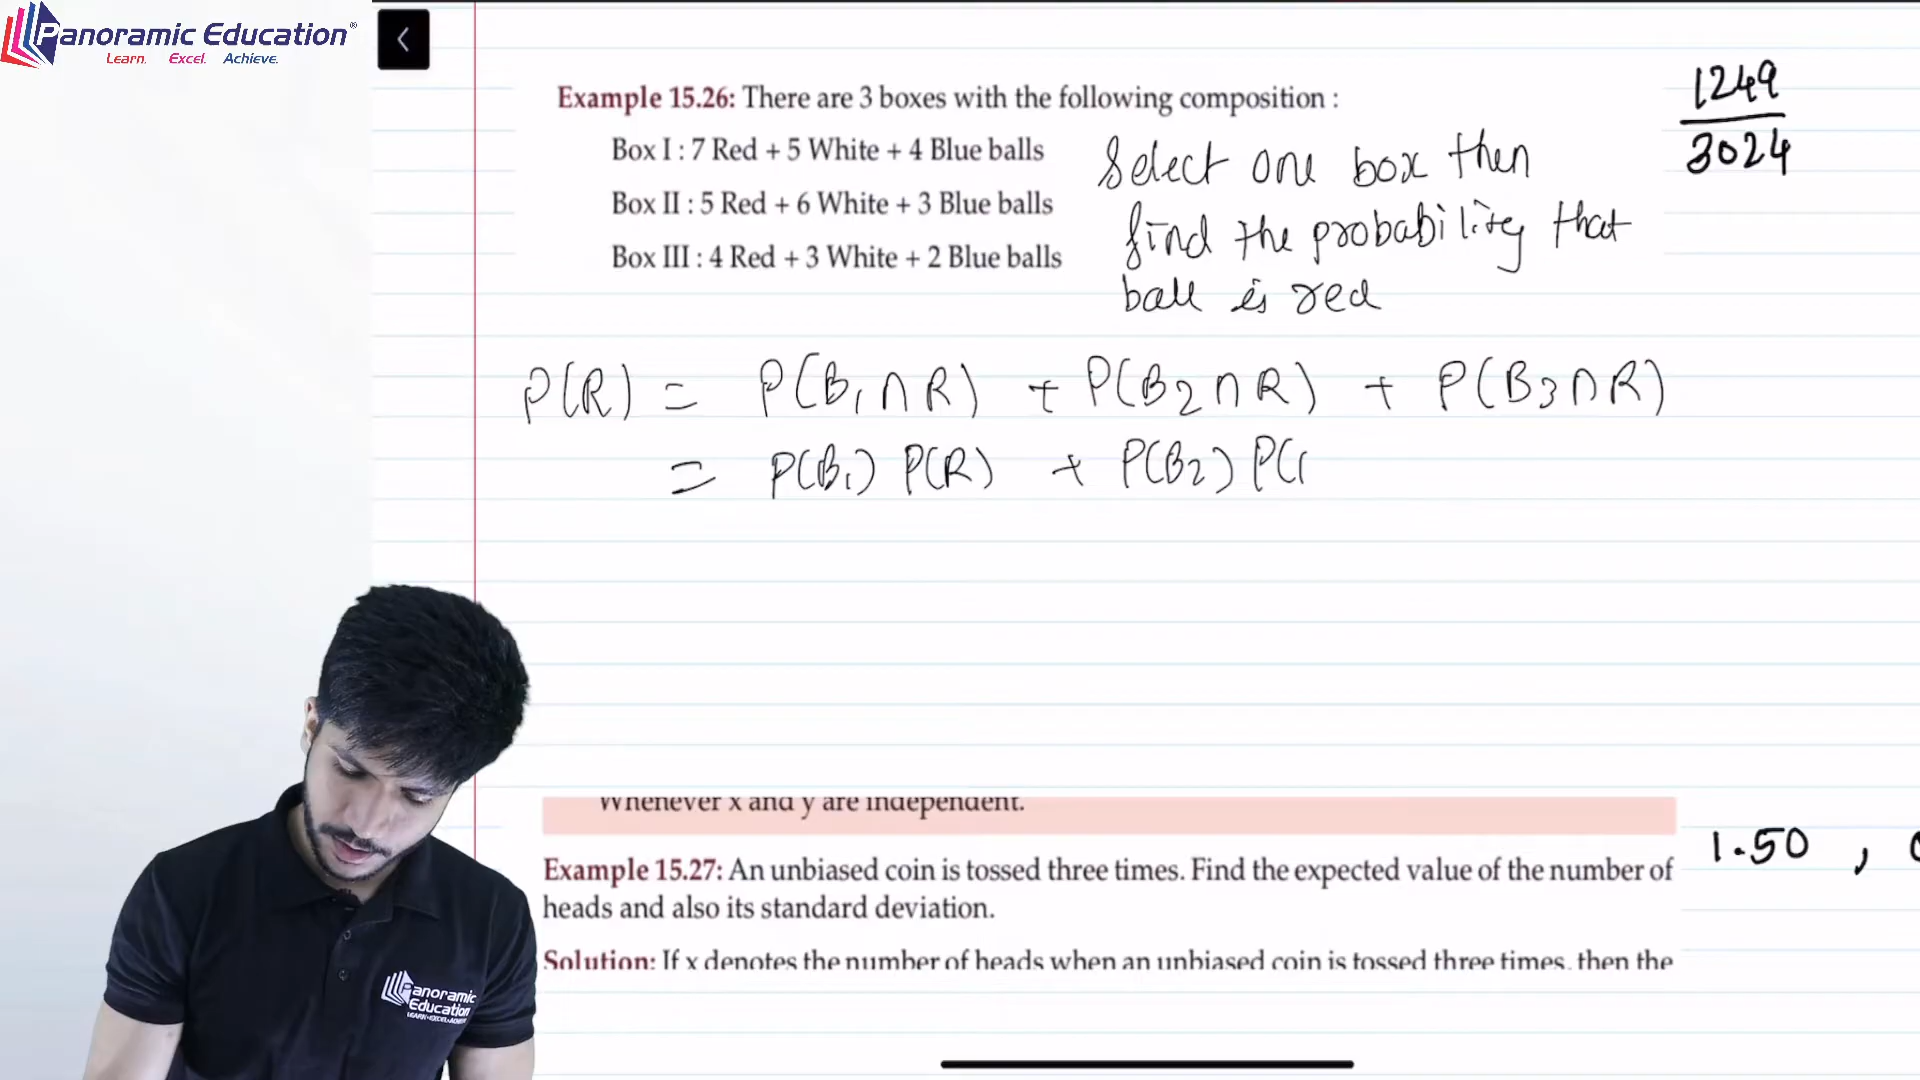 Panoramic Education®
Learn. Excel. Achieve.
Example 15.26: There are 3 boxes with the following composition :
Box I : 7 Red + 5 White + 4 Blue balls
Box II : 5 Red + 6 White + 3 Blue balls
Box III : 4 Red + 3 White + 2 Blue balls
Select one box then
find the probability that
ball is red
1249
3024
P(R) = P(B1∩R) + P(B2∩R) + P(B3∩R)
= P(B1) P(R) + P(B2) P(
Whenever x and y are independent.
Example 15.27: An unbiased coin is tossed three times. Find the expected value of the number of
heads and also its standard deviation.
1.50 ,
Solution: If x denotes the number of heads when an unbiased coin is tossed three times, then the
Panoramic
Education
LEARN•EXCEL•ACHIEVE